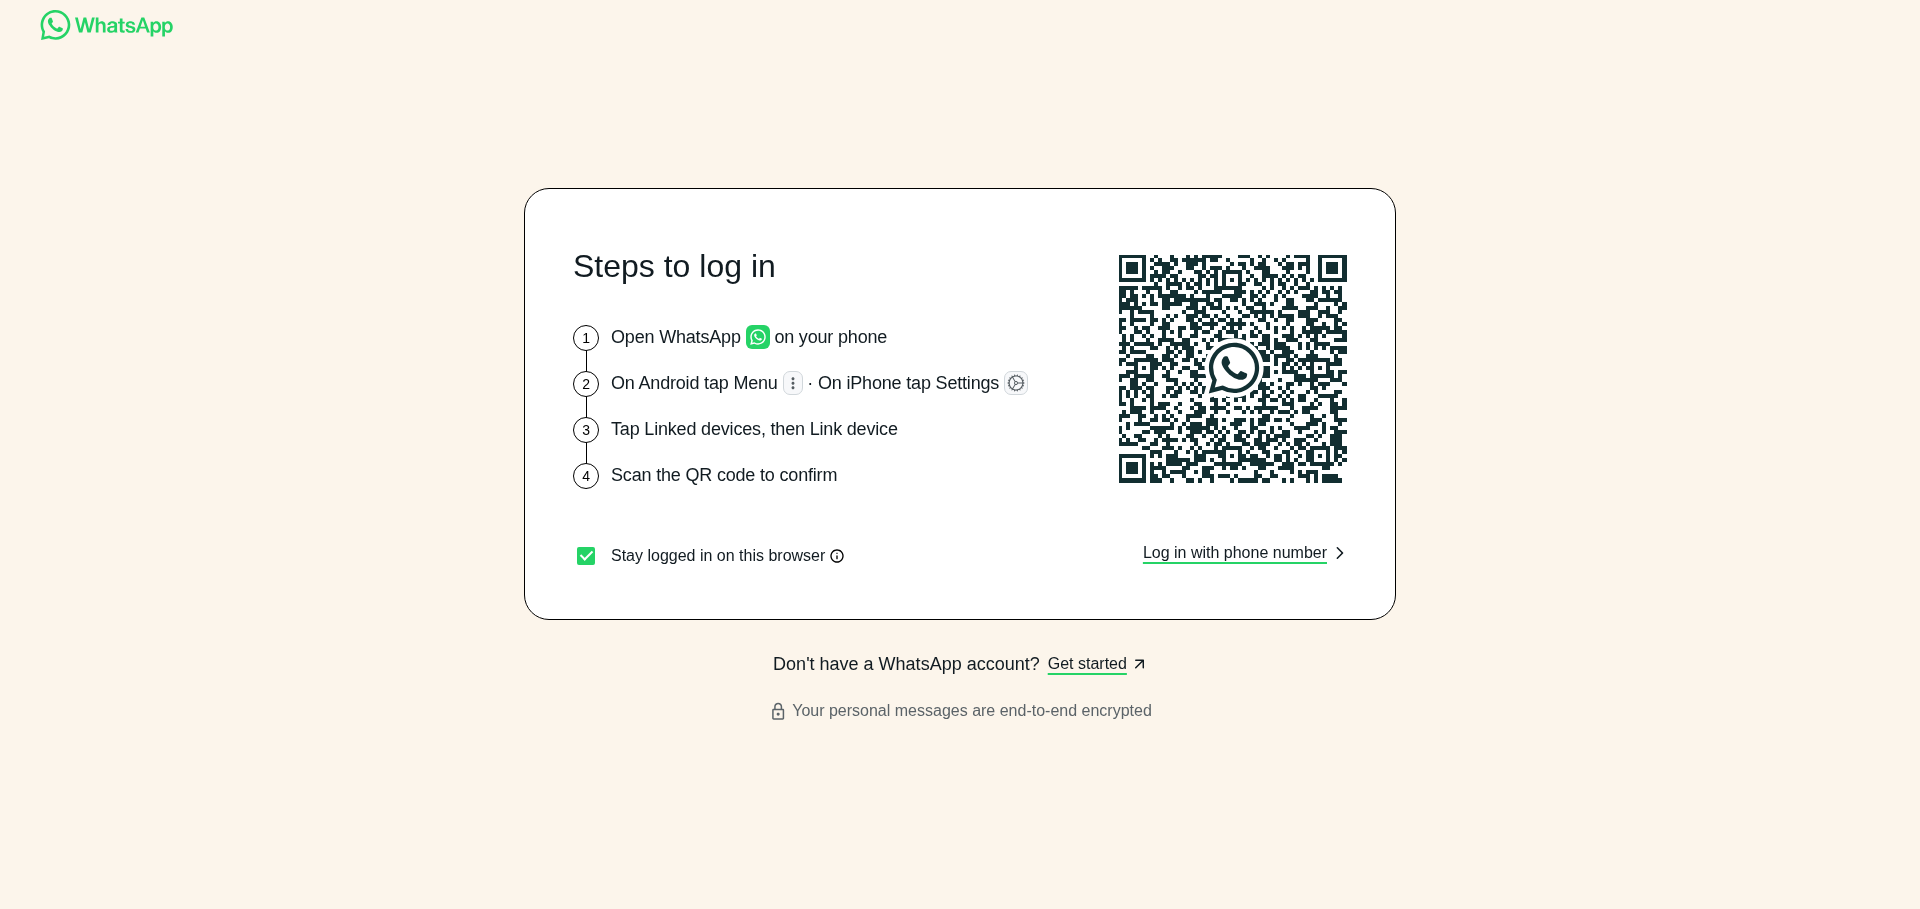 WhatsApp
Steps to log in
1 Open WhatsApp on your phone
2 On Android tap Menu · On iPhone tap Settings
3 Tap Linked devices, then Link device
4 Scan the QR code to confirm
Stay logged in on this browser
Log in with phone number
Don't have a WhatsApp account? Get started
Your personal messages are end-to-end encrypted